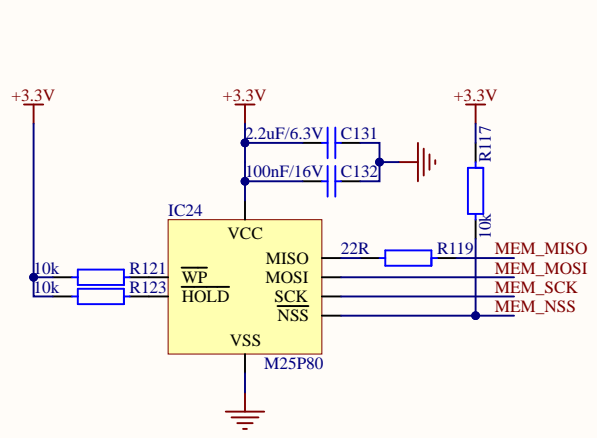 +3.3V +3.3V +3.3V
2.2uF/6.3V C131
R117
100nF/16V C132
10k
IC24
VCC
22R R119 MEM_MISO
MISO
10k R121 WP MOSI MEM_MOSI
10k R123 HOLD SCK MEM_SCK
NSS MEM_NSS
VSS
M25P80